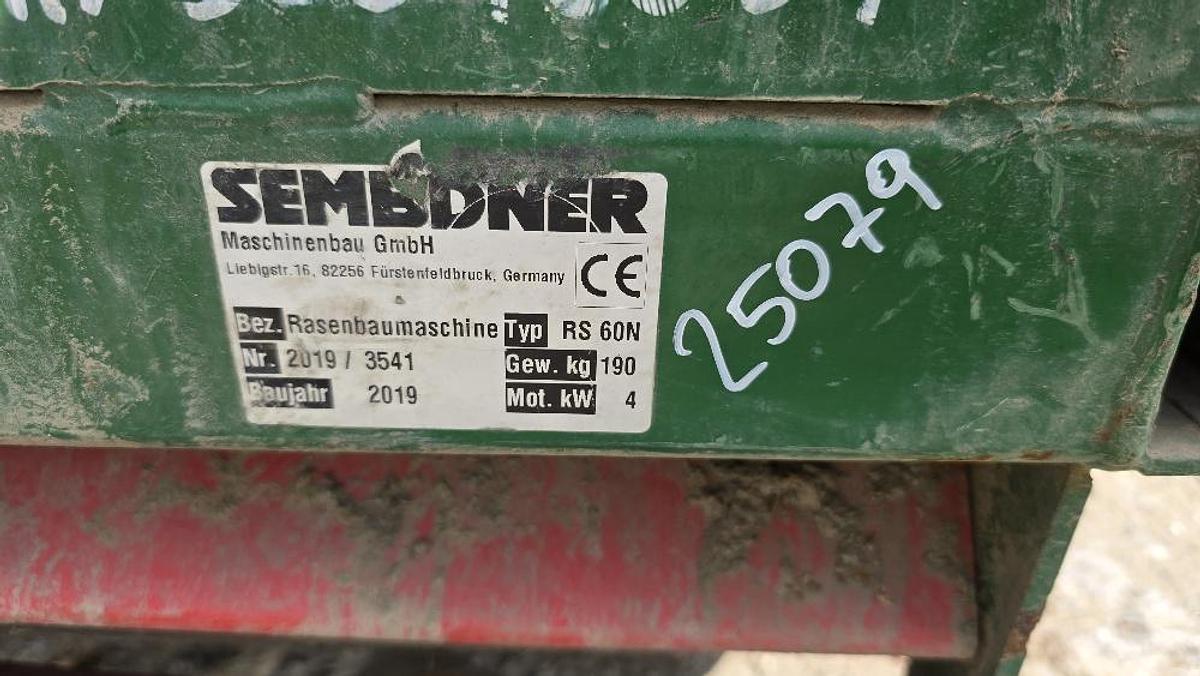 SEMBDNER
Maschinenbau GmbH
Liebigstr.16, 82256 Fürstenfeldbruck, Germany
CE
Bez. Rasenbaumaschine Typ RS 60N
Nr. 2019 / 3541 Gew. kg 190
Baujahr 2019 Mot. kW 4
25079